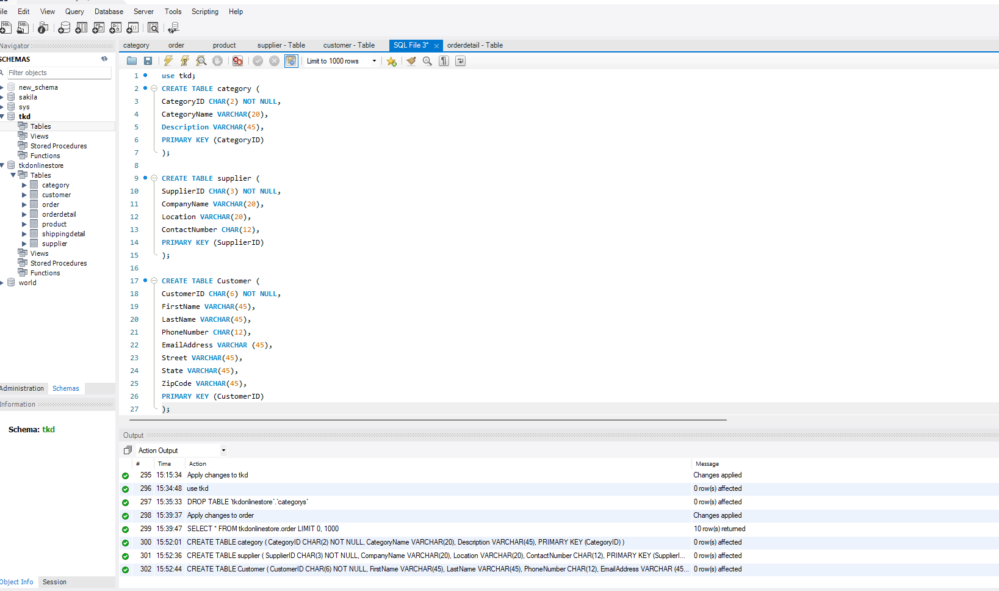 ile Edit View Query Database Server Tools Scripting Help
Navigator
SCHEMAS
Filter objects
new_schema
sakila
sys
tkd
Tables
Views
Stored Procedures
Functions
tkdonlinestore
Tables
category
customer
order
orderdetail
product
shippingdetail
supplier
Views
Stored Procedures
Functions
world
Administration Schemas
Information
Schema: tkd
Object Info Session
category order product supplier - Table customer - Table SQL File 3* orderdetail - Table
Limit to 1000 rows
1 use tkd;
2 CREATE TABLE category (
3 CategoryID CHAR(2) NOT NULL,
4 CategoryName VARCHAR(20),
5 Description VARCHAR(45),
6 PRIMARY KEY (CategoryID)
7 );
8
9 CREATE TABLE supplier (
10 SupplierID CHAR(3) NOT NULL,
11 CompanyName VARCHAR(20),
12 Location VARCHAR(20),
13 ContactNumber CHAR(12),
14 PRIMARY KEY (SupplierID)
15 );
16
17 CREATE TABLE Customer (
18 CustomerID CHAR(6) NOT NULL,
19 FirstName VARCHAR(45),
20 LastName VARCHAR(45),
21 PhoneNumber CHAR(12),
22 EmailAddress VARCHAR (45),
23 Street VARCHAR(45),
24 State VARCHAR(45),
25 ZipCode VARCHAR(45),
26 PRIMARY KEY (CustomerID)
27 );
Output
Action Output
# Time Action Message
295 15:15:34 Apply changes to tkd Changes applied
296 15:34:48 use tkd 0 row(s) affected
297 15:35:33 DROP TABLE `tkdonlinestore`.`categorys` 0 row(s) affected
298 15:39:37 Apply changes to order Changes applied
299 15:39:47 SELECT * FROM tkdonlinestore.order LIMIT 0, 1000 10 row(s) returned
300 15:52:01 CREATE TABLE category ( CategoryID CHAR(2) NOT NULL, CategoryName VARCHAR(20), Description VARCHAR(45), PRIMARY KEY (CategoryID) ) 0 row(s) affected
301 15:52:36 CREATE TABLE supplier ( SupplierID CHAR(3) NOT NULL, CompanyName VARCHAR(20), Location VARCHAR(20), ContactNumber CHAR(12), PRIMARY KEY (SupplierI... 0 row(s) affected
302 15:52:44 CREATE TABLE Customer ( CustomerID CHAR(6) NOT NULL, FirstName VARCHAR(45), LastName VARCHAR(45), PhoneNumber CHAR(12), EmailAddress VARCHAR (45... 0 row(s) affected